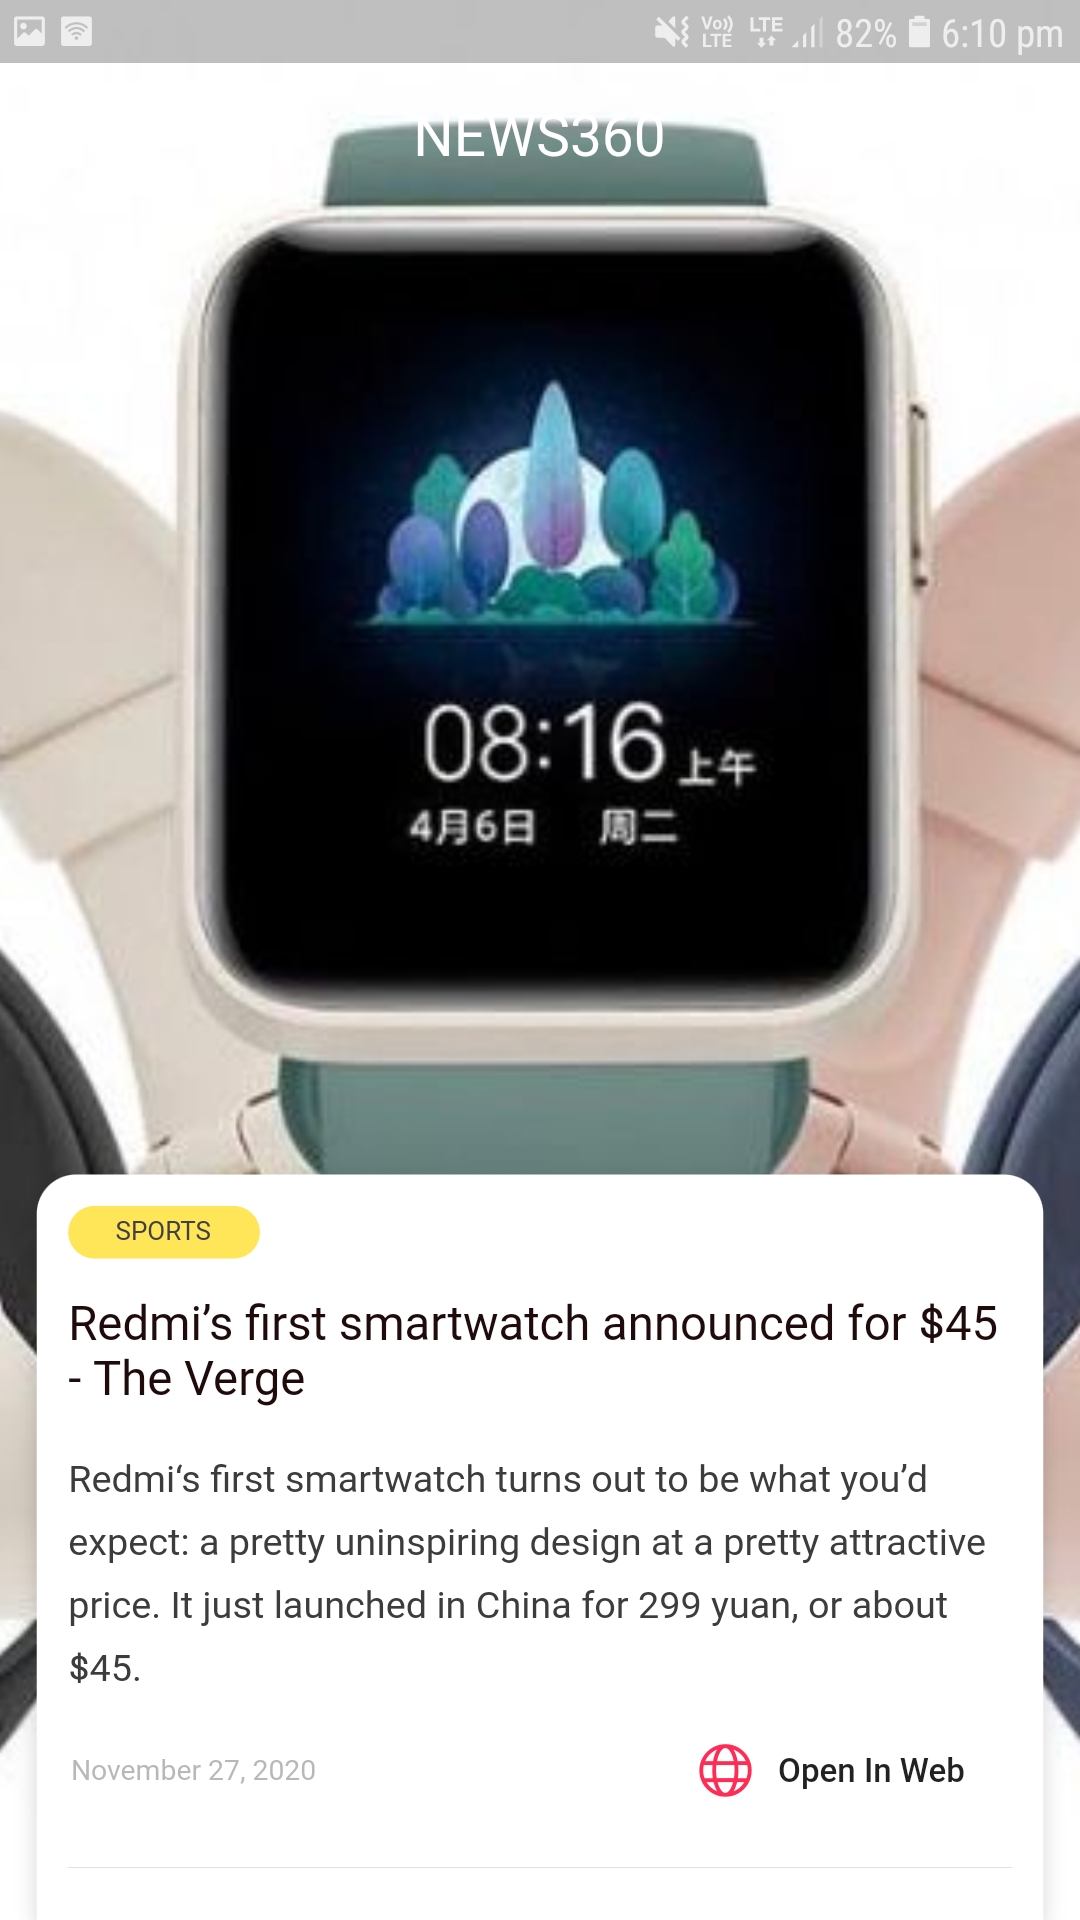 Vo)) LTE LTE 82% 6:10 pm
NEWS360
08:16 上午
4月6日 周二
SPORTS
Redmi’s first smartwatch announced for $45
- The Verge
Redmi‘s first smartwatch turns out to be what you’d
expect: a pretty uninspiring design at a pretty attractive
price. It just launched in China for 299 yuan, or about
$45.
November 27, 2020 Open In Web